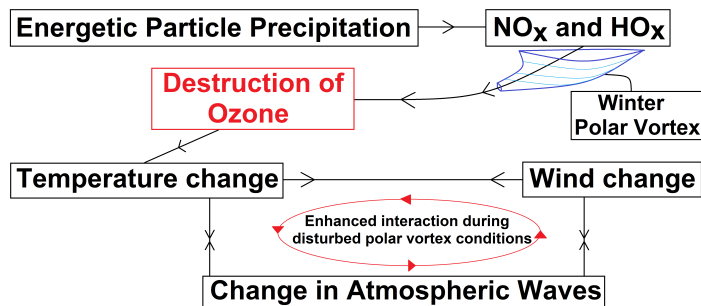 Energetic Particle Precipitation
NOx and HOx
Destruction of
Ozone
Winter
Polar Vortex
Temperature change
Wind change
Enhanced interaction during
disturbed polar vortex conditions
Change in Atmospheric Waves